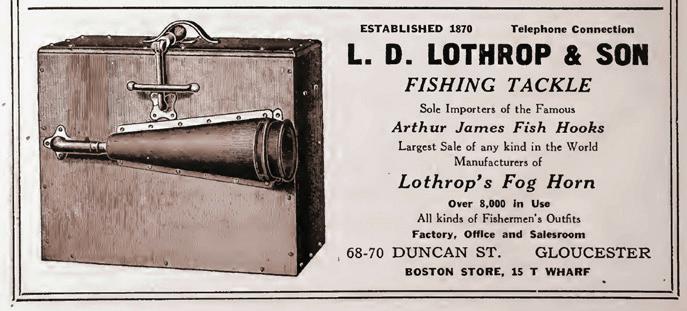 ESTABLISHED 1870 Telephone Connection
L. D. LOTHROP & SON
FISHING TACKLE
Sole Importers of the Famous
Arthur James Fish Hooks
Largest Sale of any kind in the World
Manufacturers of
Lothrop's Fog Horn
Over 8,000 in Use
All kinds of Fishermen's Outfits
Factory, Office and Salesroom
68-70 DUNCAN ST. GLOUCESTER
BOSTON STORE, 15 T WHARF